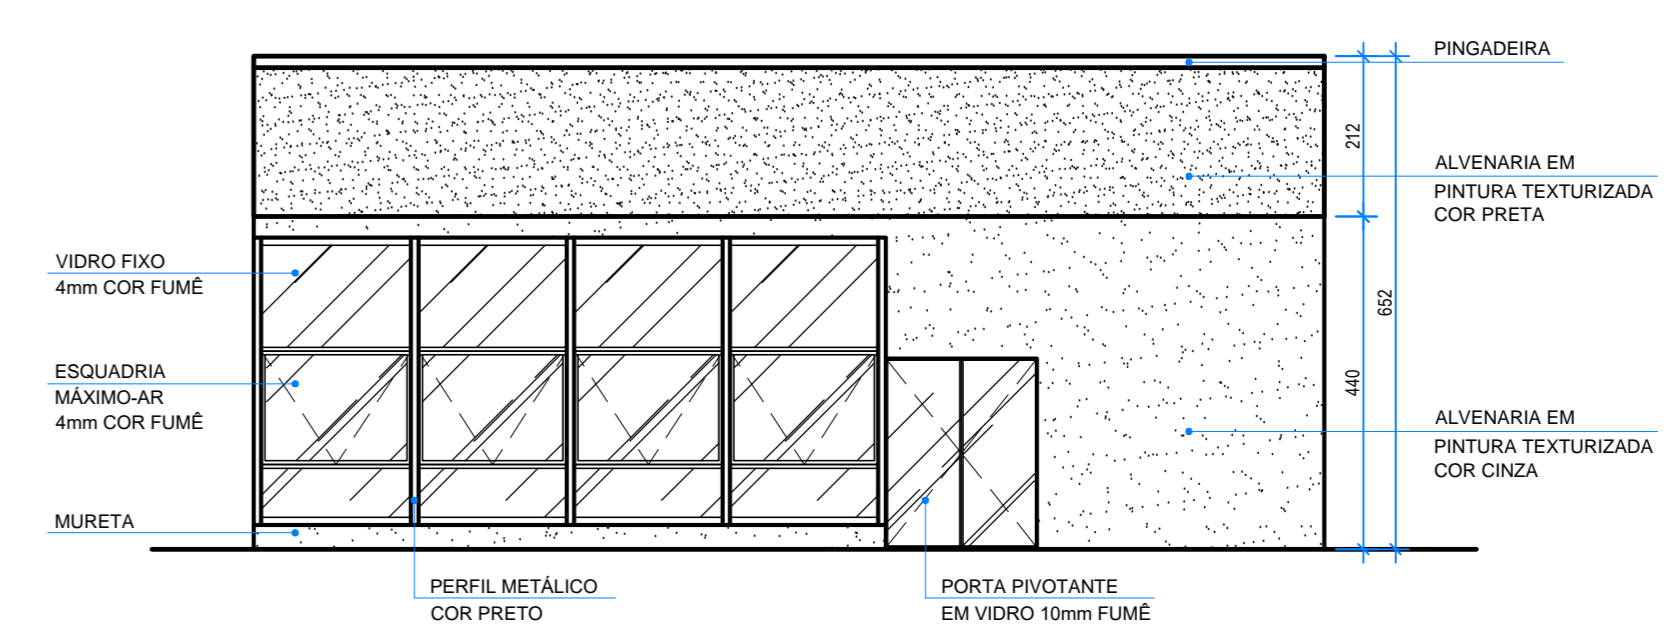 PINGADEIRA
212
ALVENARIA EM
PINTURA TEXTURIZADA
COR PRETA
VIDRO FIXO
4mm COR FUMÊ
652
ESQUADRIA
MÁXIMO-AR
4mm COR FUMÊ
440
ALVENARIA EM
PINTURA TEXTURIZADA
COR CINZA
MURETA
PERFIL METÁLICO
COR PRETO
PORTA PIVOTANTE
EM VIDRO 10mm FUMÊ